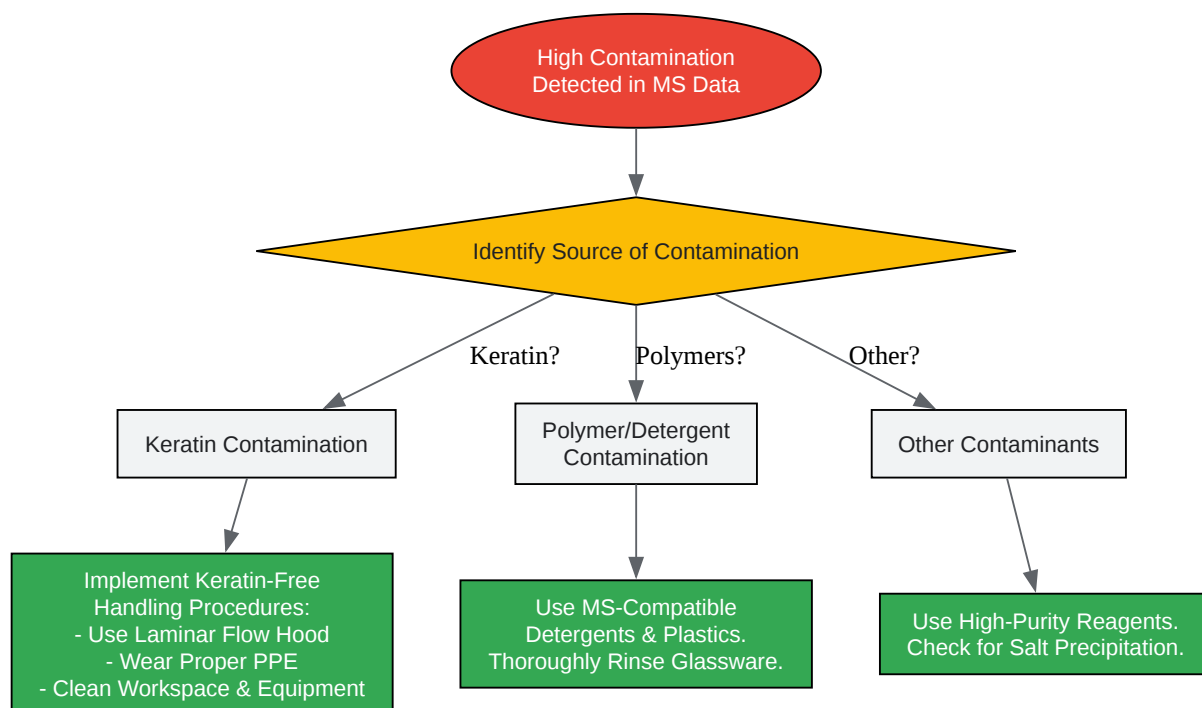 High Contamination
Detected in MS Data
Identify Source of Contamination
Keratin?
Polymers?
Other?
Keratin Contamination
Polymer/Detergent
Contamination
Other Contaminants
Implement Keratin-Free
Handling Procedures:
- Use Laminar Flow Hood
- Wear Proper PPE
- Clean Workspace & Equipment
Use MS-Compatible
Detergents & Plastics.
Thoroughly Rinse Glassware.
Use High-Purity Reagents.
Check for Salt Precipitation.